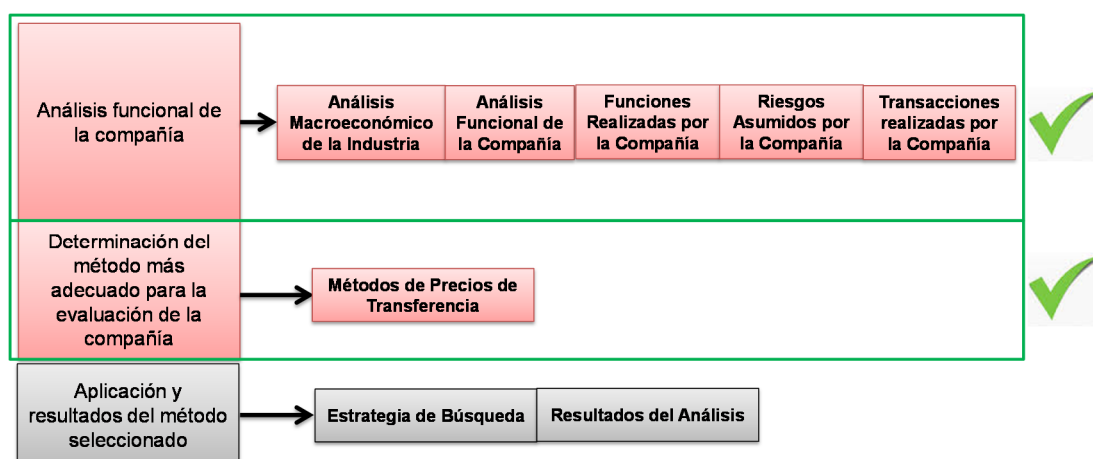 Análisis funcional de
la compañía
Análisis
Macroeconómico
de la Industria
Análisis
Funcional de
la Compañía
Funciones
Realizadas por
la Compañía
Riesgos
Asumidos por
la Compañía
Transacciones
realizadas por
la Compañía
Determinación del
método más
adecuado para la
evaluación de la
compañía
Métodos de Precios de
Transferencia
Aplicación y
resultados del método
seleccionado
Estrategia de Búsqueda
Resultados del Análisis